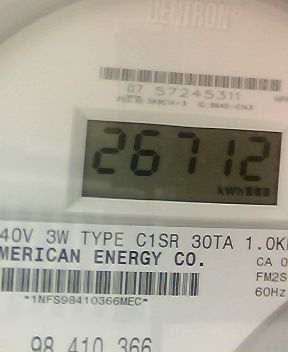 CENTRON®
07 57245311
26712
kWh
40V 3W TYPE C1SR 30TA 1.0K
MERICAN ENERGY CO.
CA 0
FM2S
60Hz
*1NFS98410366MEC*
98 410 366